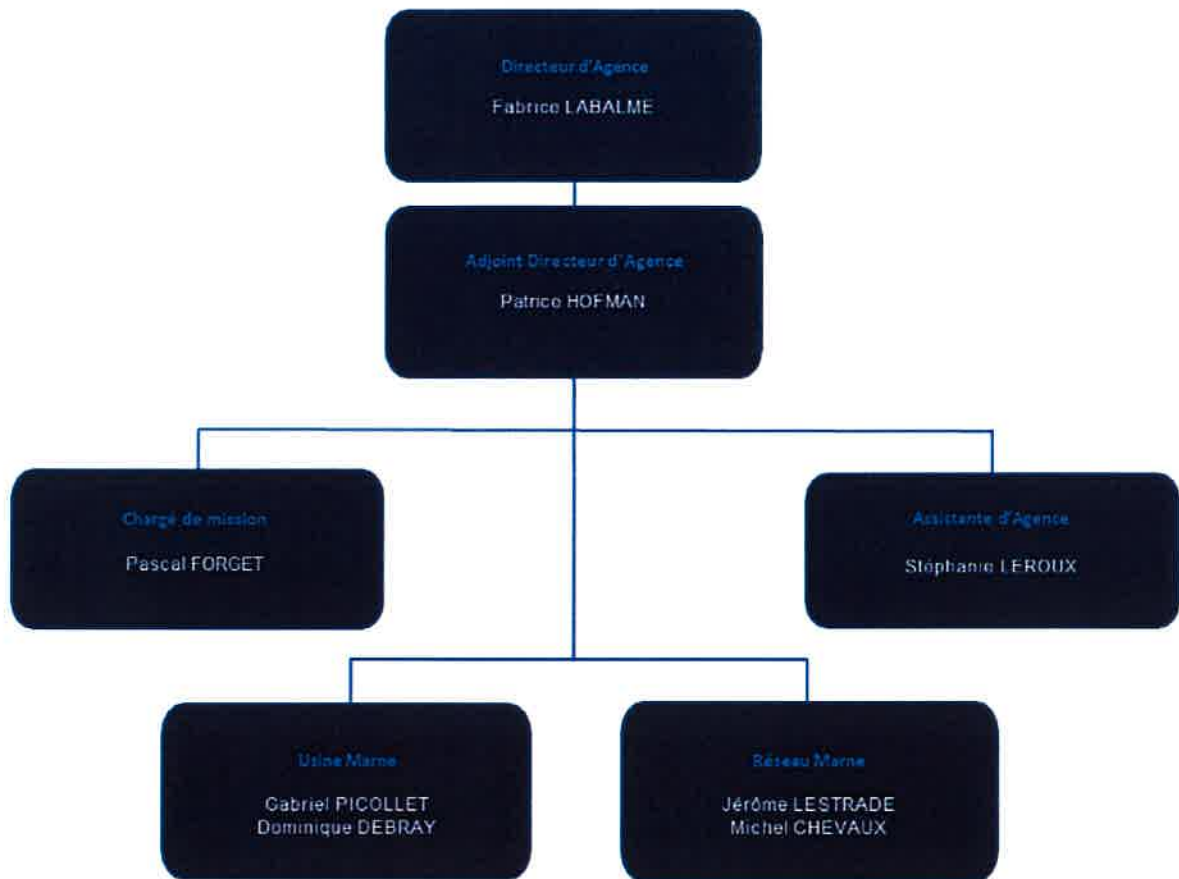 Directeur d'Agence
Fabrice LABALME
Adjoint Directeur d'Agence
Patrice HOFMAN
Chargé de mission
Pascal FORGET
Assistante d'Agence
Stéphanie LEROUX
Usine Marne
Gabriel PICOLLET
Dominique DEBRAY
Réseau Marne
Jérôme LESTRADE
Michel CHEVAUX